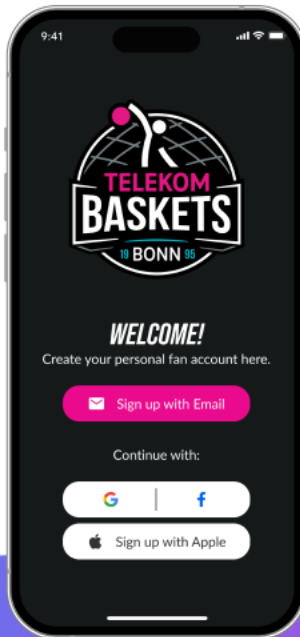 9:41
TELEKOM
BASKETS
19 BONN 95
WELCOME!
Create your personal fan account here.
Sign up with Email
Continue with:
Sign up with Apple